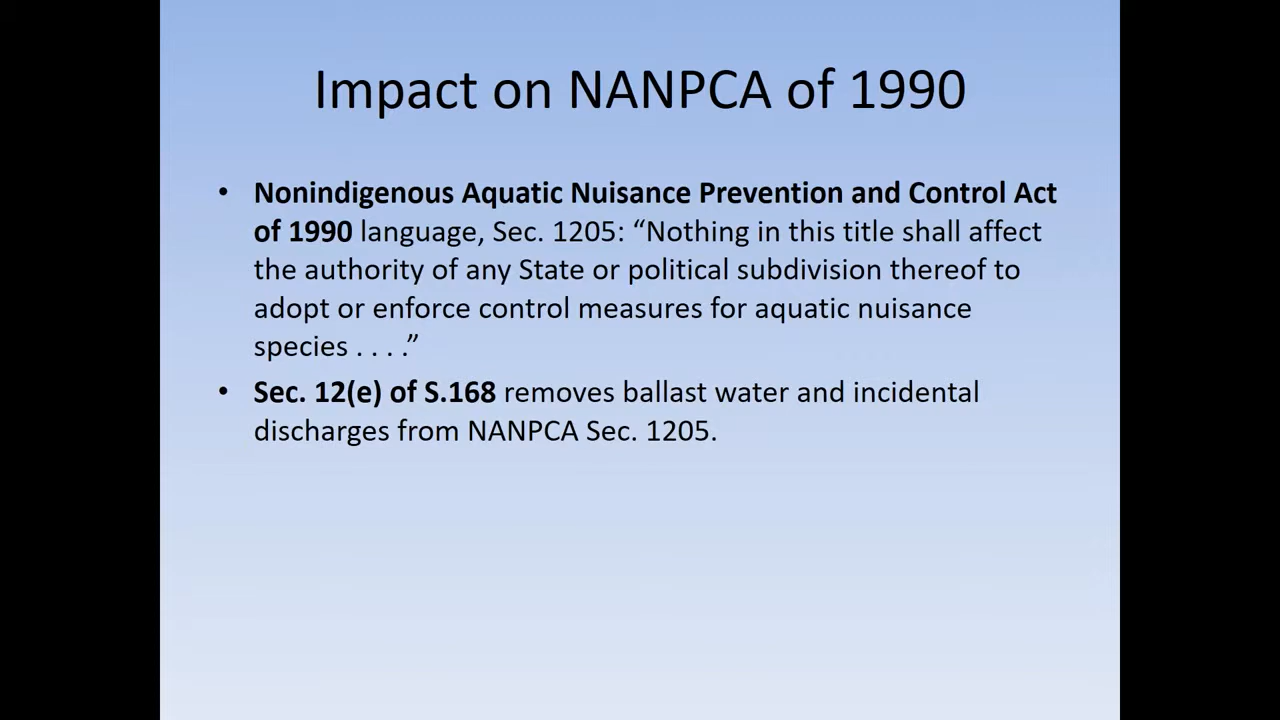 Impact on NANPCA of 1990
• Nonindigenous Aquatic Nuisance Prevention and Control Act
of 1990 language, Sec. 1205: “Nothing in this title shall affect
the authority of any State or political subdivision thereof to
adopt or enforce control measures for aquatic nuisance
species . . . .”
• Sec. 12(e) of S.168 removes ballast water and incidental
discharges from NANPCA Sec. 1205.